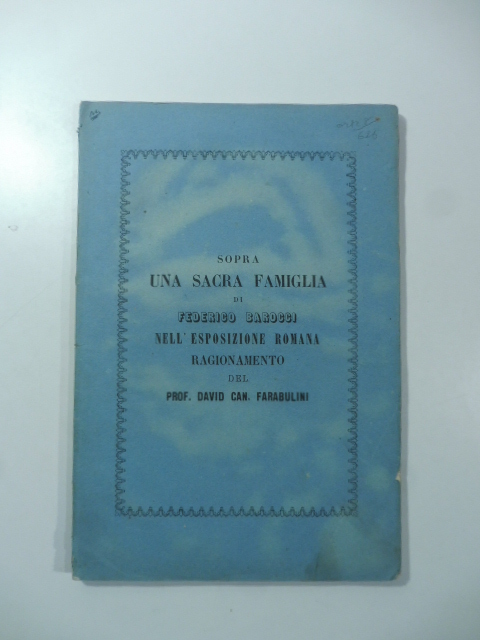 SOPRA
UNA SACRA FAMIGLIA
DI
FEDERICO BAROCCI
NELL' ESPOSIZIONE ROMANA
RAGIONAMENTO
DEL
PROF. DAVID CAN. FARABULINI